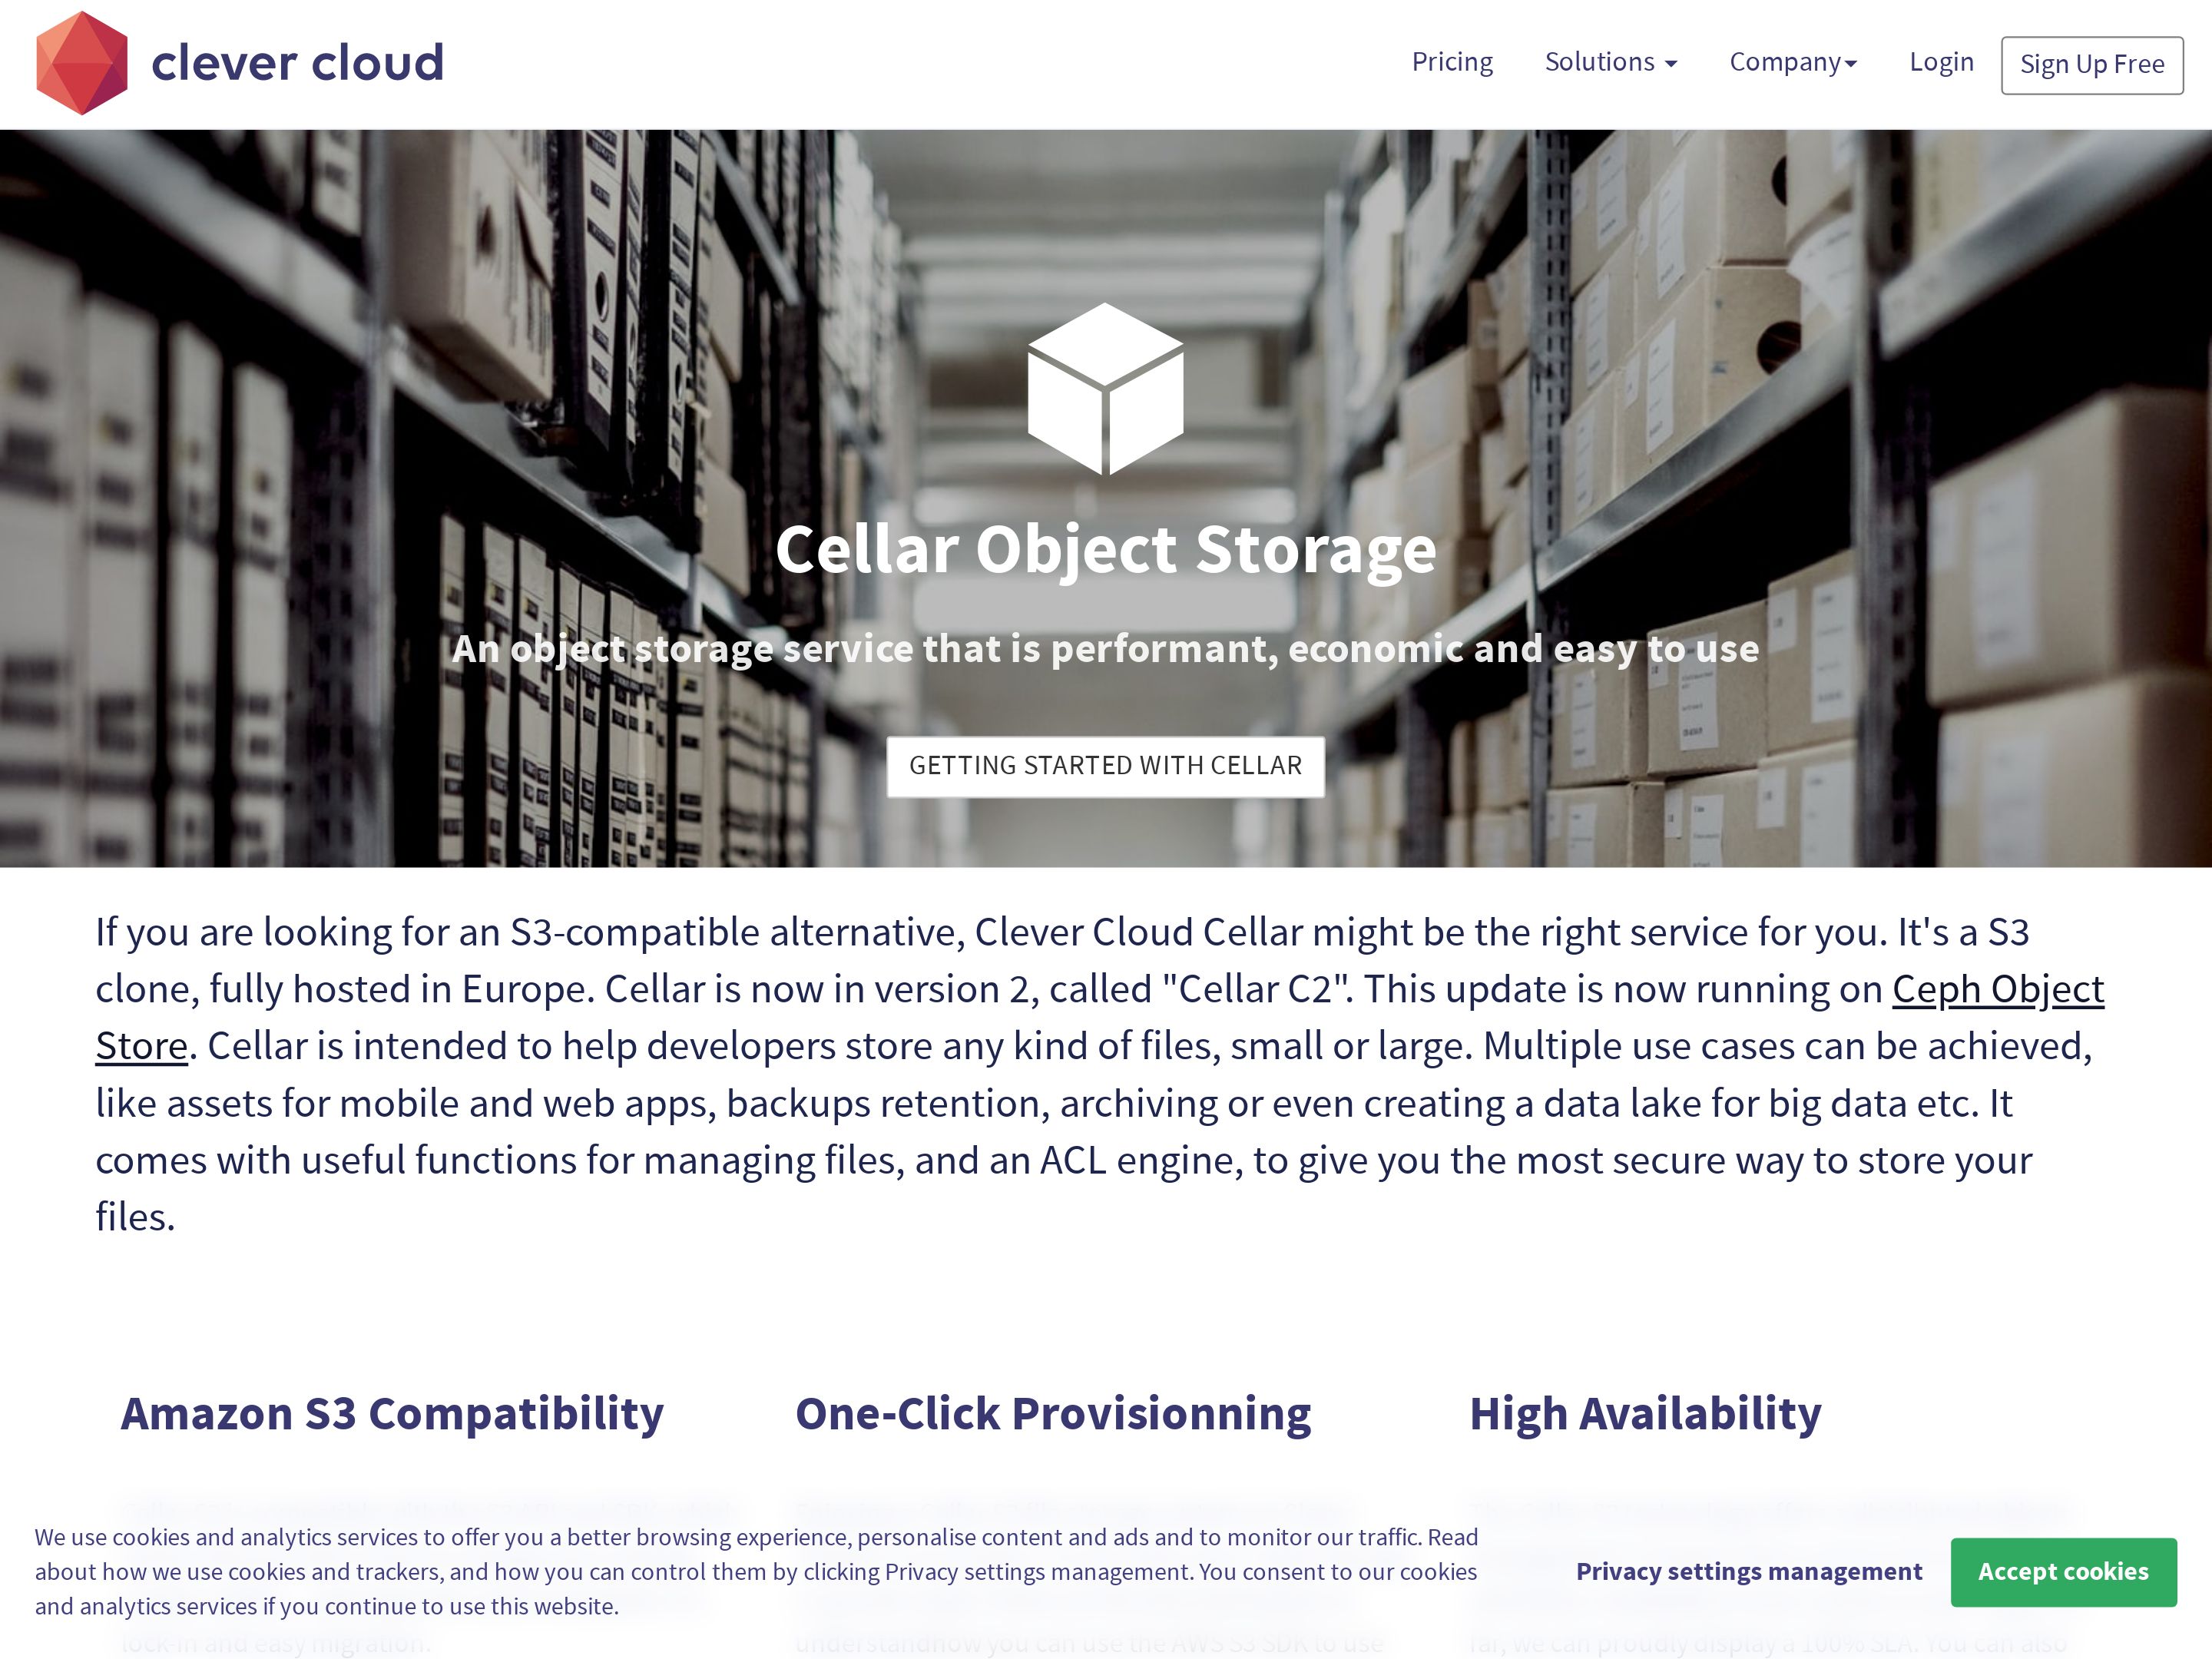 clever cloud
Pricing
Solutions
Company
Login
Sign Up Free
Cellar Object Storage
An object storage service that is performant, economic and easy to use
GETTING STARTED WITH CELLAR
If you are looking for an S3-compatible alternative, Clever Cloud Cellar might be the right service for you. It's a S3
clone, fully hosted in Europe. Cellar is now in version 2, called "Cellar C2". This update is now running on Ceph Object
Store. Cellar is intended to help developers store any kind of files, small or large. Multiple use cases can be achieved,
like assets for mobile and web apps, backups retention, archiving or even creating a data lake for big data etc. It
comes with useful functions for managing files, and an ACL engine, to give you the most secure way to store your
files.
Amazon S3 Compatibility
One-Click Provisionning
High Availability
We use cookies and analytics services to offer you a better browsing experience, personalise content and ads and to monitor our traffic. Read
about how we use cookies and trackers, and how you can control them by clicking Privacy settings management. You consent to our cookies
and analytics services if you continue to use this website.
Privacy settings management
Accept cookies
lock-in and easy migration.
understandhow you can use the AWS S3 SDK to use
far, we can proudly display a 100% SLA. You can also